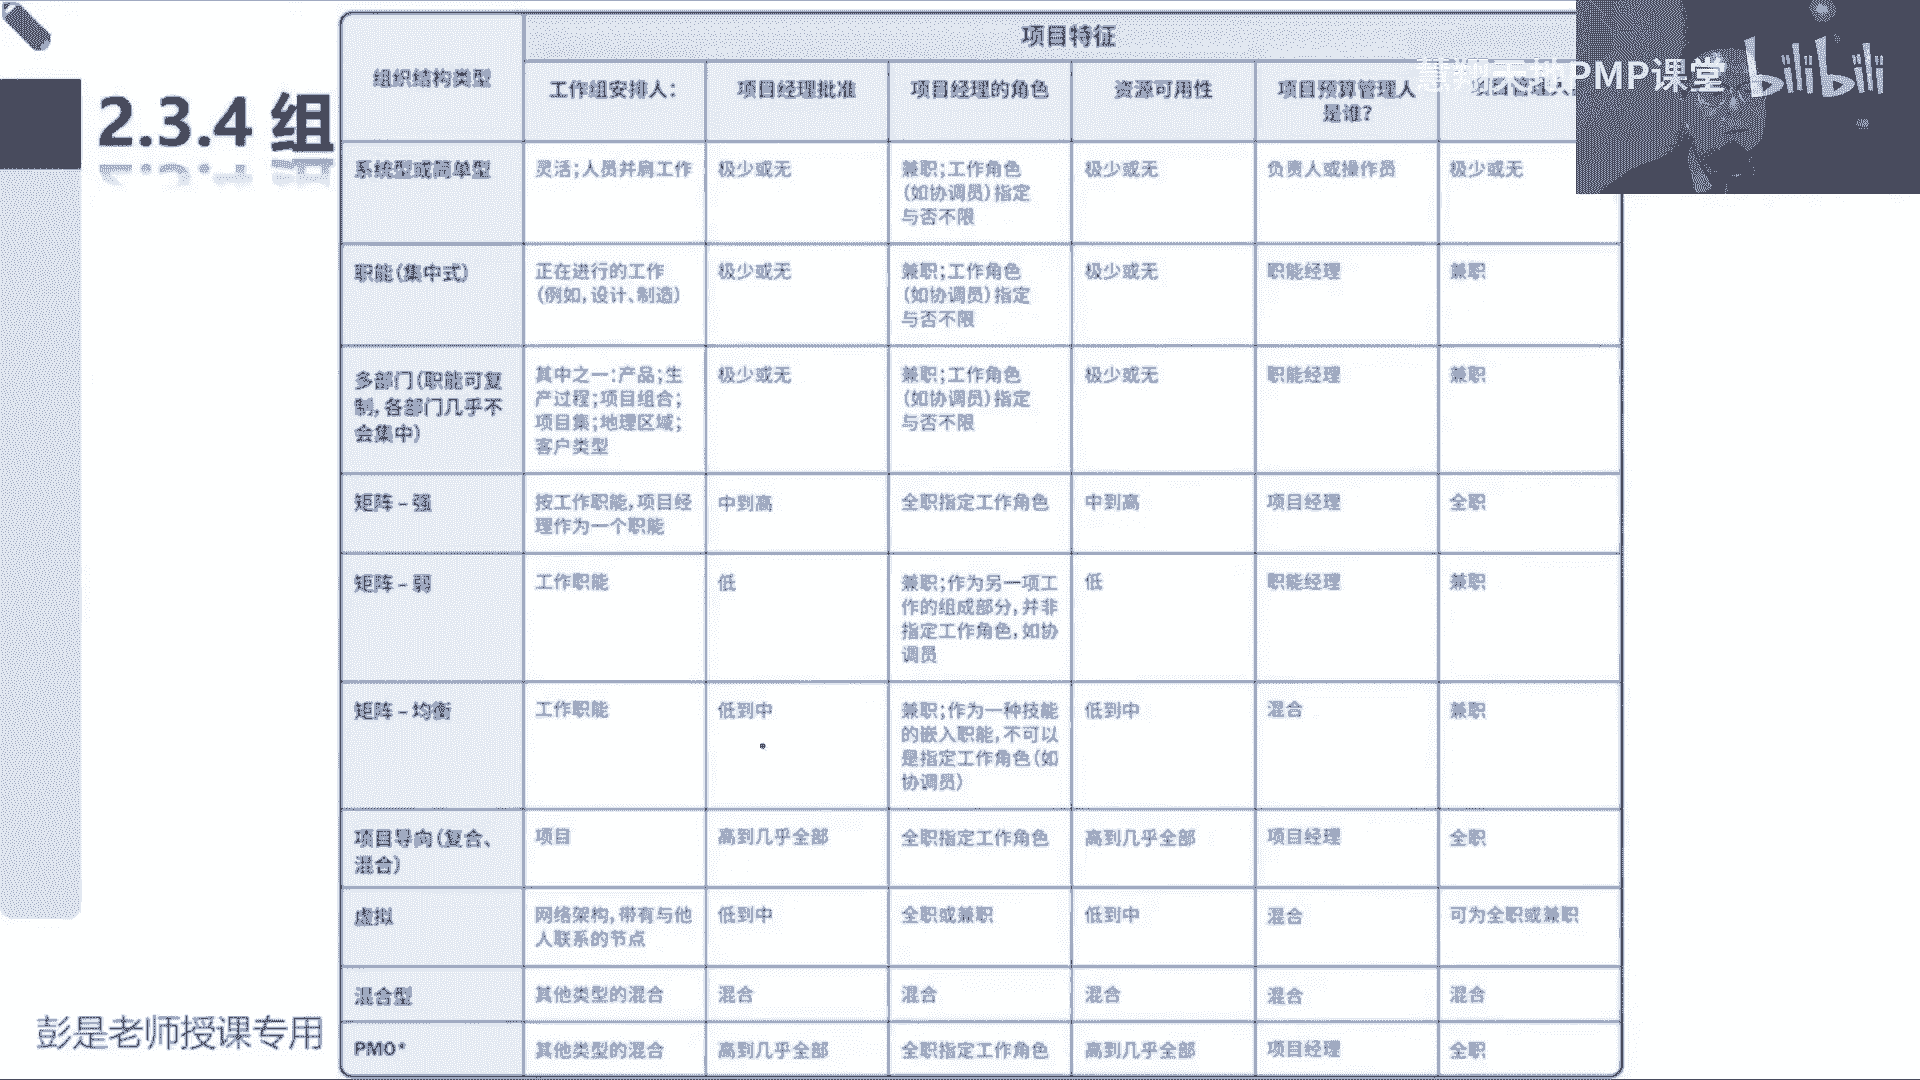 2.3.4 组
项目特征
组织结构类型
工作组安排人：
项目经理批准
项目经理的角色
资源可用性
项目预算管理人
是谁？
PMP课堂
bilibili
系统型或简单型
灵活；人员并肩工作
极少或无
兼职；工作角色
（如协调员）指定
与否不限
极少或无
负责人或操作员
极少或无
职能（集中式）
正在进行的工作
（例如，设计、制造）
极少或无
兼职；工作角色
（如协调员）指定
与否不限
极少或无
职能经理
兼职
多部门（职能可复
制，各部门几乎不
会集中）
其中之一：产品；生
产过程；项目组合；
项目集；地理区域；
客户类型
极少或无
兼职；工作角色
（如协调员）指定
与否不限
极少或无
职能经理
兼职
矩阵 – 强
按工作职能，项目经
理作为一个职能
中到高
全职指定工作角色
中到高
项目经理
全职
矩阵 – 弱
工作职能
低
兼职；作为另一项工
作的组成部分，并非
指定工作角色，如协
调员
低
职能经理
兼职
矩阵 – 均衡
工作职能
低到中
兼职；作为一种技能
的嵌入职能，不可以
是指定工作角色（如
协调员）
低到中
混合
兼职
项目导向（复合、
混合）
项目
高到几乎全部
全职指定工作角色
高到几乎全部
项目经理
全职
虚拟
网络架构，带有与他
人联系的节点
低到中
全职或兼职
低到中
混合
可为全职或兼职
混合型
其他类型的混合
混合
混合
混合
混合
混合
PMO*
其他类型的混合
高到几乎全部
全职指定工作角色
高到几乎全部
项目经理
全职
彭是老师授课专用